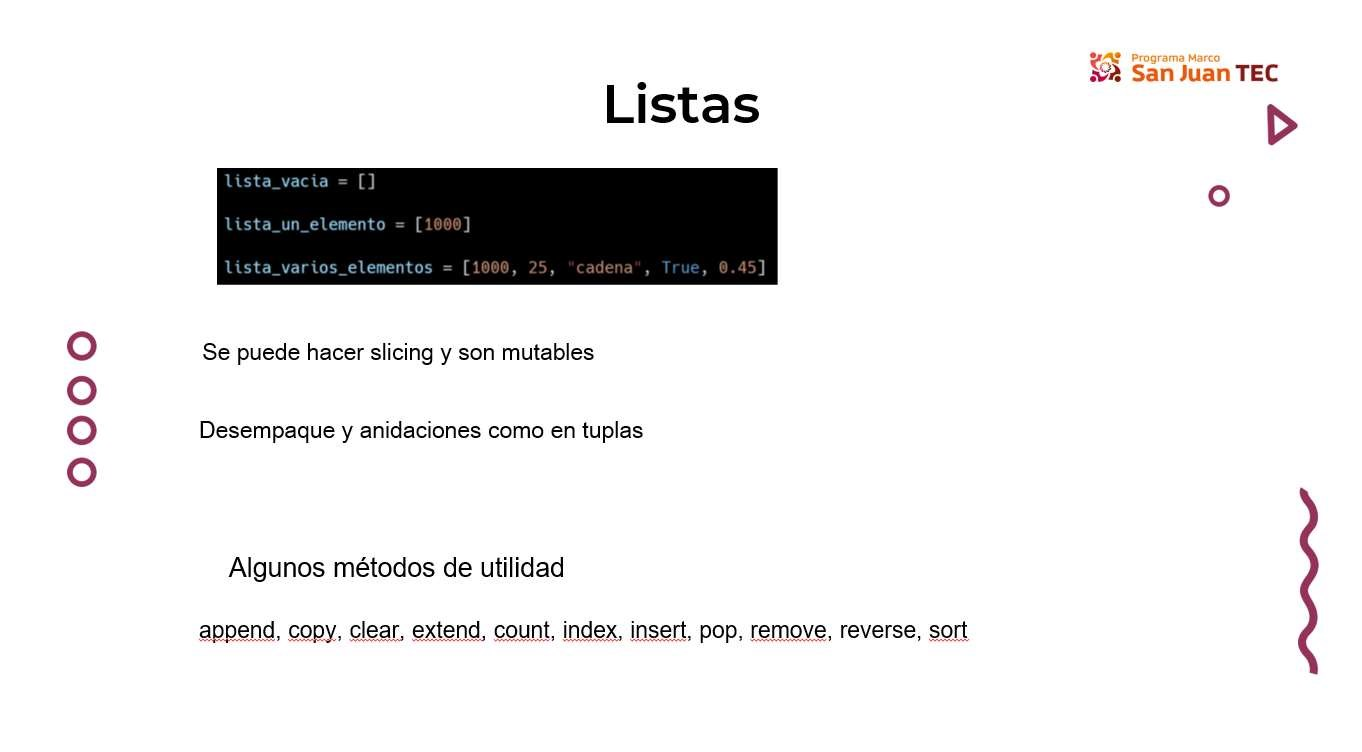 Programa Marco
San Juan TEC
Listas
lista_vacia = []
lista_un_elemento = [1000]
lista_varios_elementos = [1000, 25, "cadena", True, 0.45]
Se puede hacer slicing y son mutables
Desempaque y anidaciones como en tuplas
Algunos métodos de utilidad
append, copy, clear, extend, count, index, insert, pop, remove, reverse, sort